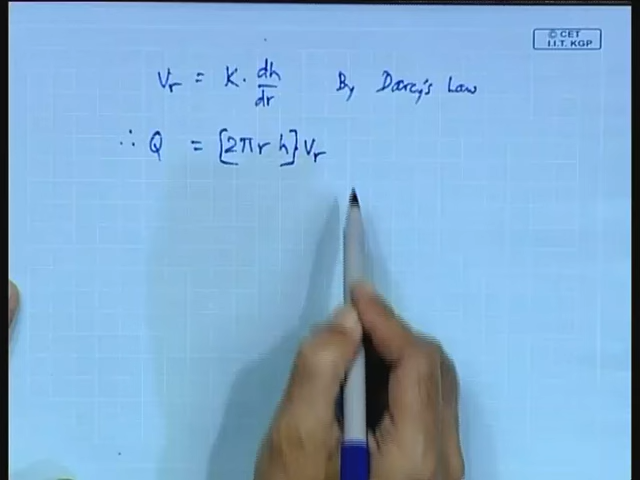 © CET
I.I.T. KGP
Vr = K. dh/dr By Darcy's Law
∴ Q = [2πr h] Vr